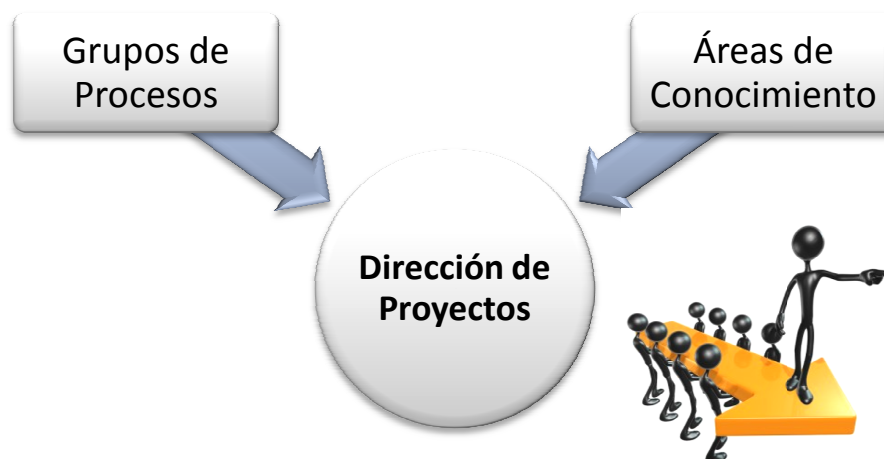 Grupos de
Procesos
Áreas de
Conocimiento
Dirección de
Proyectos